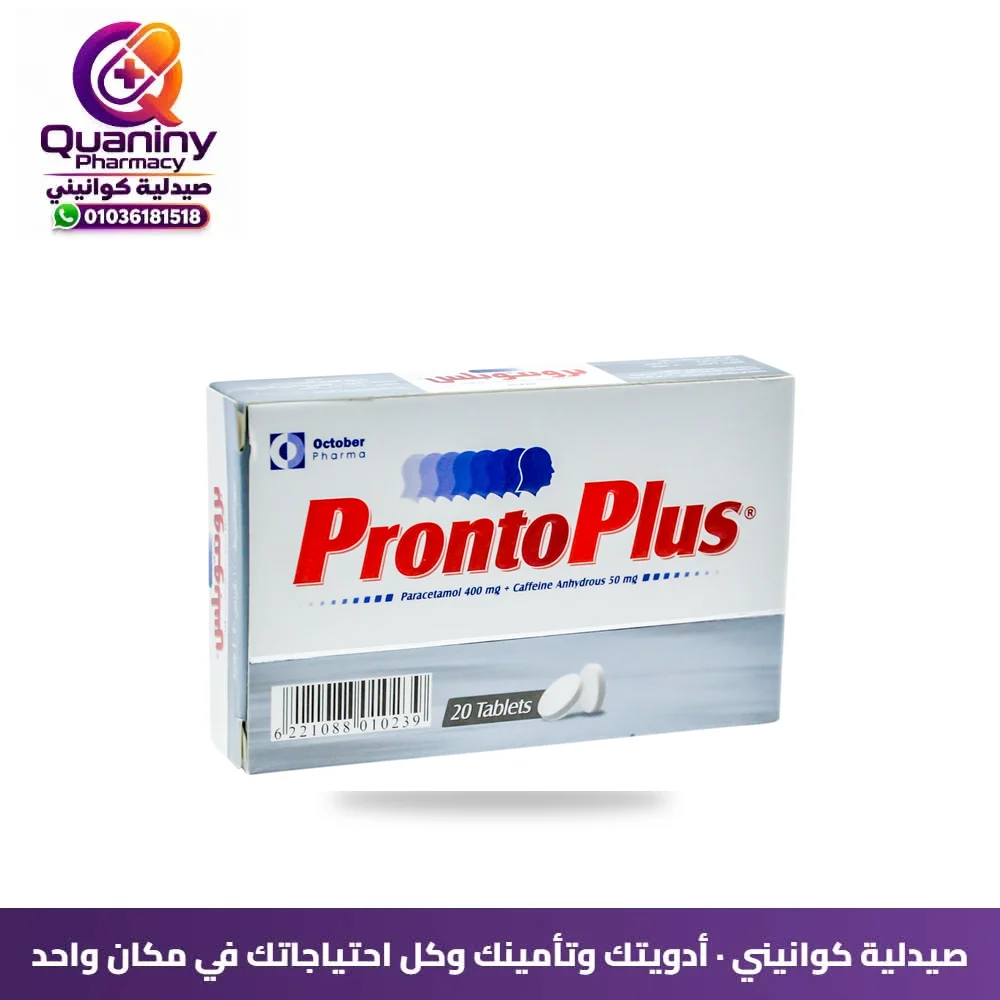 Quaniny
Pharmacy
صيدلية كوانيني
01036181518
برونتوبلس
October
Pharma
ProntoPlus®
Paracetamol 400 mg + Caffeine Anhydrous 50 mg
برونتوبلس
20 Tablets
6 221088 010239
صيدلية كوانيني · أدويتك وتأمينك وكل احتياجاتك في مكان واحد